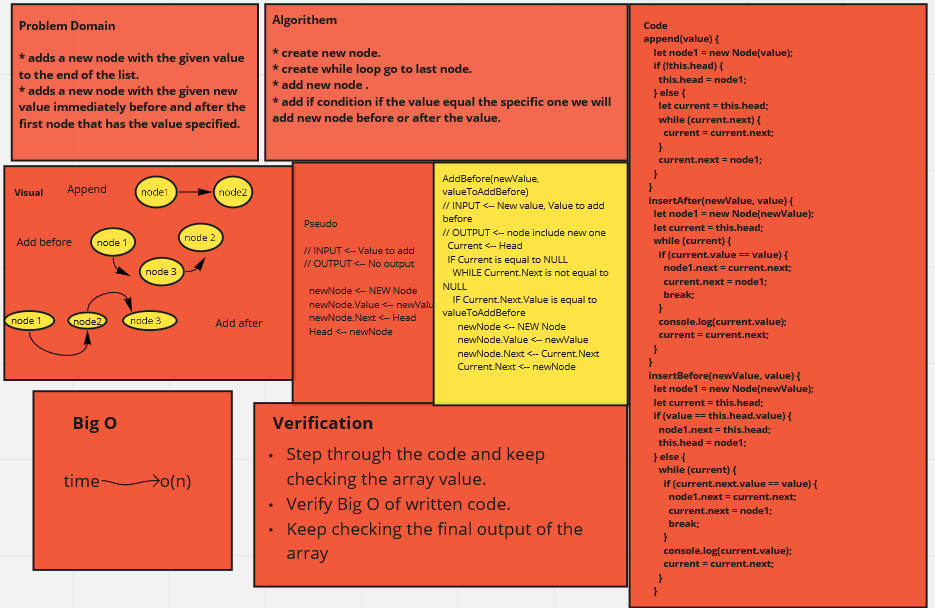 Problem Domain
* adds a new node with the given value
to the end of the list.
* adds a new node with the given new
value immediately before and after the
first node that has the value specified.
Algorithem
* create new node.
* create while loop go to last node.
* add new node .
* add if condition if the value equal the specific one we will
add new node before or after the value.
Visual
Append
node1
node2
Add before
node 1
node 2
node 3
node 1
node2
node 3
Add after
Pseudo
// INPUT <-- Value to add
// OUTPUT <-- No output
newNode <-- NEW Node
newNode.Value <-- newValu
newNode.Next <-- Head
Head <-- newNode
AddBefore(newValue,
valueToAddBefore)
// INPUT <-- New value, Value to add
before
// OUTPUT <-- node include new one
Current <-- Head
IF Current is equal to NULL
WHILE Current.Next is not equal to
NULL
IF Current.Next.Value is equal to
valueToAddBefore
newNode <-- NEW Node
newNode.Value <-- newValue
newNode.Next <-- Current.Next
Current.Next <-- newNode
Big O
time
o(n)
Verification
• Step through the code and keep
checking the array value.
• Verify Big O of written code.
• Keep checking the final output of the
array
Code
append(value) {
let node1 = new Node(value);
if (!this.head) {
this.head = node1;
} else {
let current = this.head;
while (current.next) {
current = current.next;
}
current.next = node1;
}
}
insertAfter(newValue, value) {
let node1 = new Node(newValue);
let current = this.head;
while (current) {
if (current.value == value) {
node1.next = current.next;
current.next = node1;
break;
}
console.log(current.value);
current = current.next;
}
}
insertBefore(newValue, value) {
let node1 = new Node(newValue);
let current = this.head;
if (value == this.head.value) {
node1.next = this.head;
this.head = node1;
} else {
while (current) {
if (current.next.value == value) {
node1.next = current.next;
current.next = node1;
break;
}
console.log(current.value);
current = current.next;
}
}